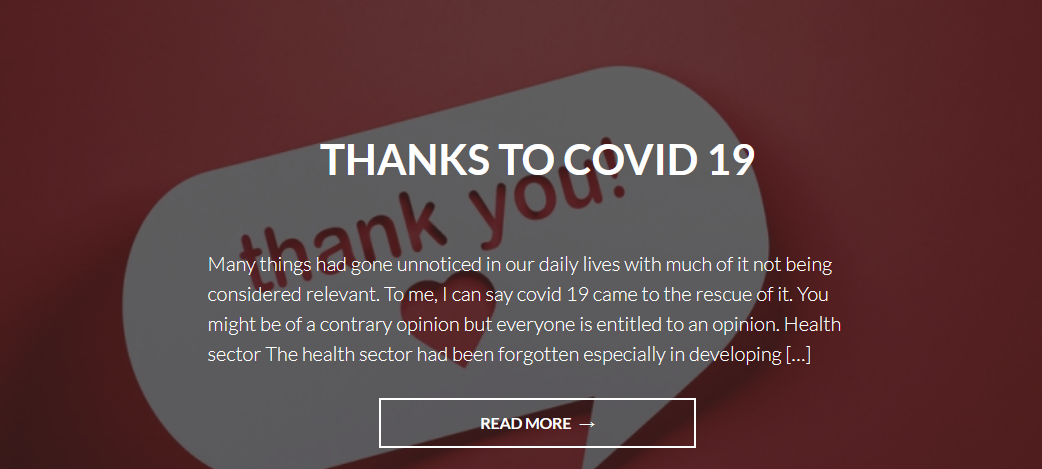 THANKS TO COVID 19
thank you!
Many things had gone unnoticed in our daily lives with much of it not being
considered relevant. To me, I can say covid 19 came to the rescue of it. You
might be of a contrary opinion but everyone is entitled to an opinion. Health
sector The health sector had been forgotten especially in developing [...]
READ MORE →